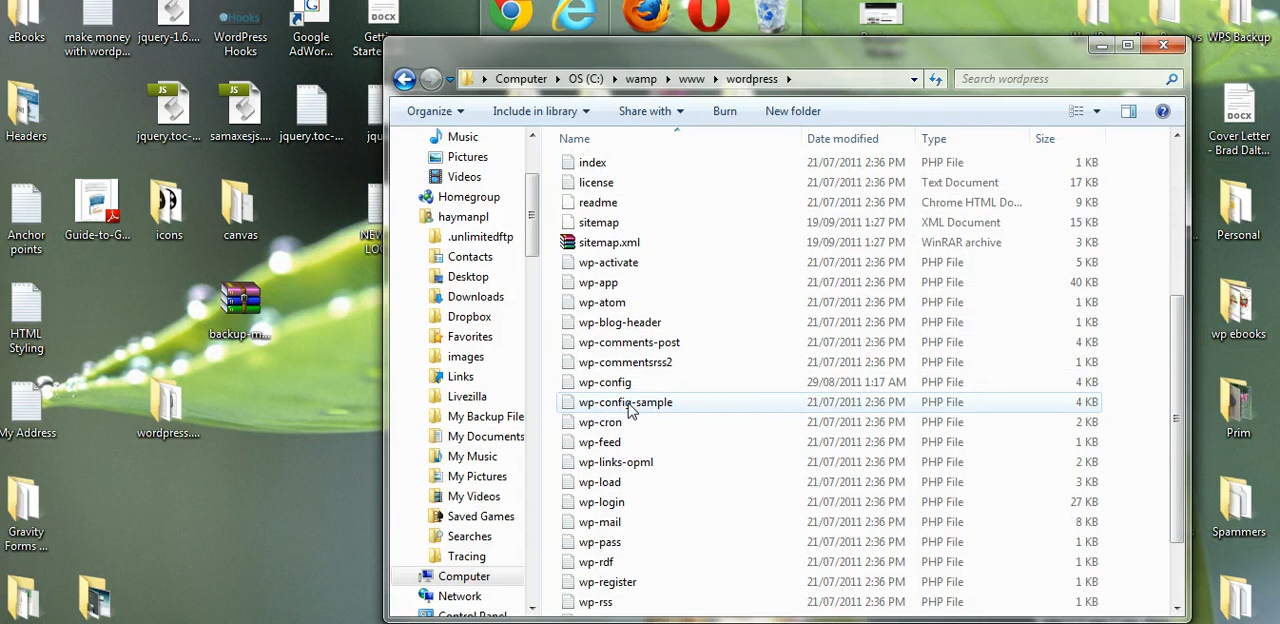 eBooks
make money
with wordp...
jquery-1.6....
Hooks
WordPress
Hooks
Google
AdWor...
DOCX
Gett
Starte
WPS Backup
Headers
JS
jquery.toc-...
JS
samaxesjs....
jquery.toc-...
jqu
DOCX
Cover Letter
- Brad Dalt...
Anchor
points
Guide-to-G...
icons
canvas
NEW
LOG
Personal
HTML
Styling
backup-m...
wp ebooks
My Address
wordpress....
Prim
Gravity
Forms ...
Spammers
Computer
OS (C:)
wamp
www
wordpress
Search wordpress
Organize
Include in library
Share with
Burn
New folder
Music
Pictures
Videos
Homegroup
haymanpl
.unlimitedftp
Contacts
Desktop
Downloads
Dropbox
Favorites
images
Links
Livezilla
My Backup File
My Documents
My Music
My Pictures
My Videos
Saved Games
Searches
Tracing
Computer
Network
Control Panel
Name Date modified Type Size
index 21/07/2011 2:36 PM PHP File 1 KB
license 21/07/2011 2:36 PM Text Document 17 KB
readme 21/07/2011 2:36 PM Chrome HTML Do... 9 KB
sitemap 19/09/2011 1:27 PM XML Document 15 KB
sitemap.xml 19/09/2011 1:27 PM WinRAR archive 3 KB
wp-activate 21/07/2011 2:36 PM PHP File 5 KB
wp-app 21/07/2011 2:36 PM PHP File 40 KB
wp-atom 21/07/2011 2:36 PM PHP File 1 KB
wp-blog-header 21/07/2011 2:36 PM PHP File 1 KB
wp-comments-post 21/07/2011 2:36 PM PHP File 4 KB
wp-commentsrss2 21/07/2011 2:36 PM PHP File 1 KB
wp-config 29/08/2011 1:17 AM PHP File 4 KB
wp-config-sample 21/07/2011 2:36 PM PHP File 4 KB
wp-cron 21/07/2011 2:36 PM PHP File 2 KB
wp-feed 21/07/2011 2:36 PM PHP File 1 KB
wp-links-opml 21/07/2011 2:36 PM PHP File 2 KB
wp-load 21/07/2011 2:36 PM PHP File 3 KB
wp-login 21/07/2011 2:36 PM PHP File 27 KB
wp-mail 21/07/2011 2:36 PM PHP File 8 KB
wp-pass 21/07/2011 2:36 PM PHP File 1 KB
wp-rdf 21/07/2011 2:36 PM PHP File 1 KB
wp-register 21/07/2011 2:36 PM PHP File 1 KB
wp-rss 21/07/2011 2:36 PM PHP File 1 KB